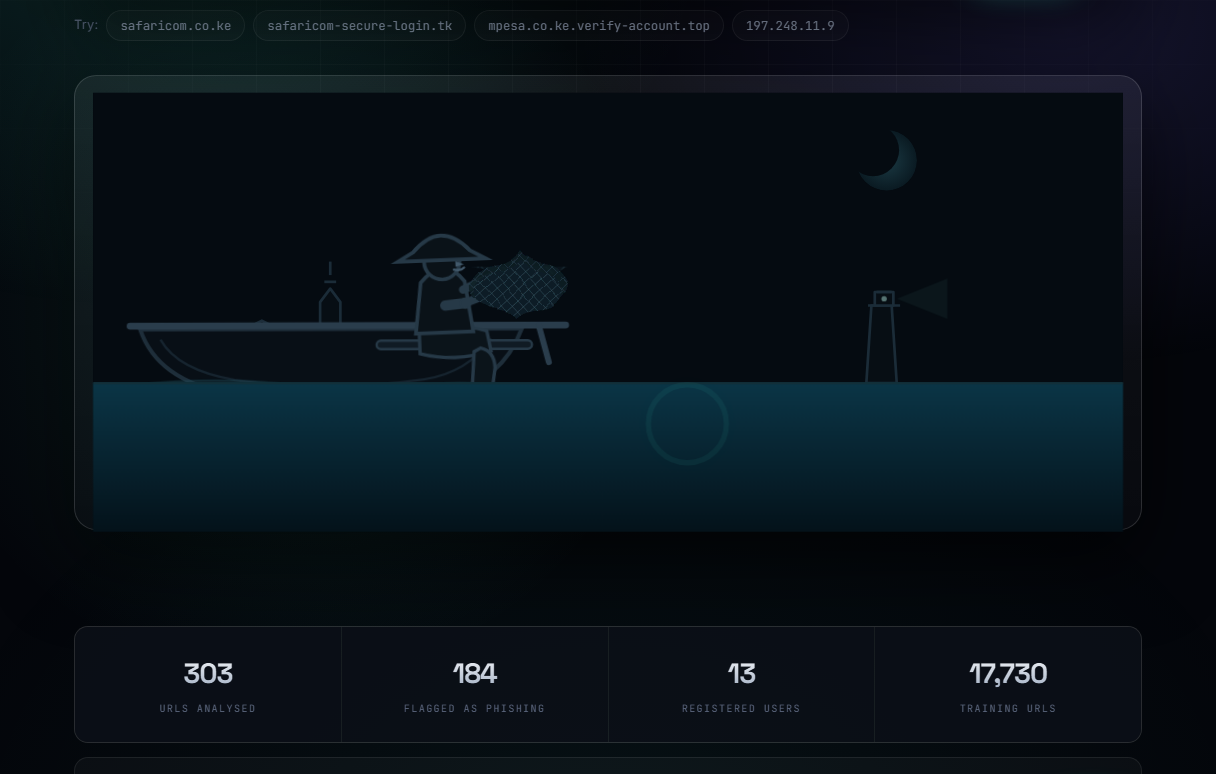 Try: safaricom.co.ke safaricom-secure-login.tk mpesa.co.ke.verify-account.top 197.248.11.9
303 184 13 17,730
URLS ANALYSED FLAGGED AS PHISHING REGISTERED USERS TRAINING URLS